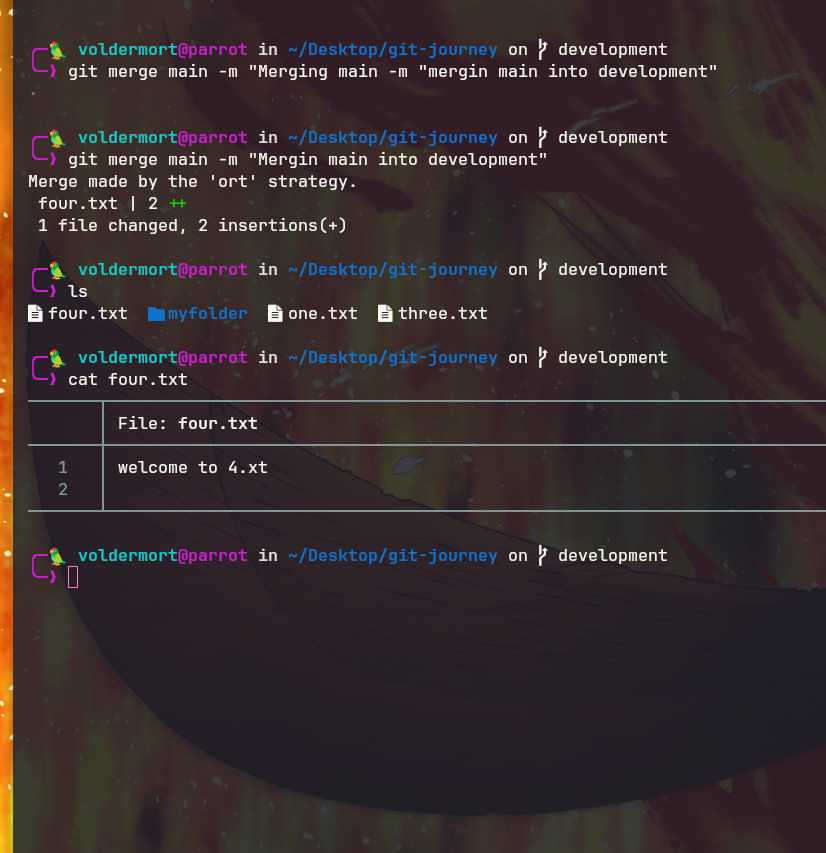 voldermort@parrot in ~/Desktop/git-journey on development
git merge main -m "Merging main -m "mergin main into development"
voldermort@parrot in ~/Desktop/git-journey on development
git merge main -m "Mergin main into development"
Merge made by the 'ort' strategy.
four.txt | 2 ++
1 file changed, 2 insertions(+)
voldermort@parrot in ~/Desktop/git-journey on development
ls
four.txt myfolder one.txt three.txt
voldermort@parrot in ~/Desktop/git-journey on development
cat four.txt
File: four.txt
1 welcome to 4.xt
2
voldermort@parrot in ~/Desktop/git-journey on development